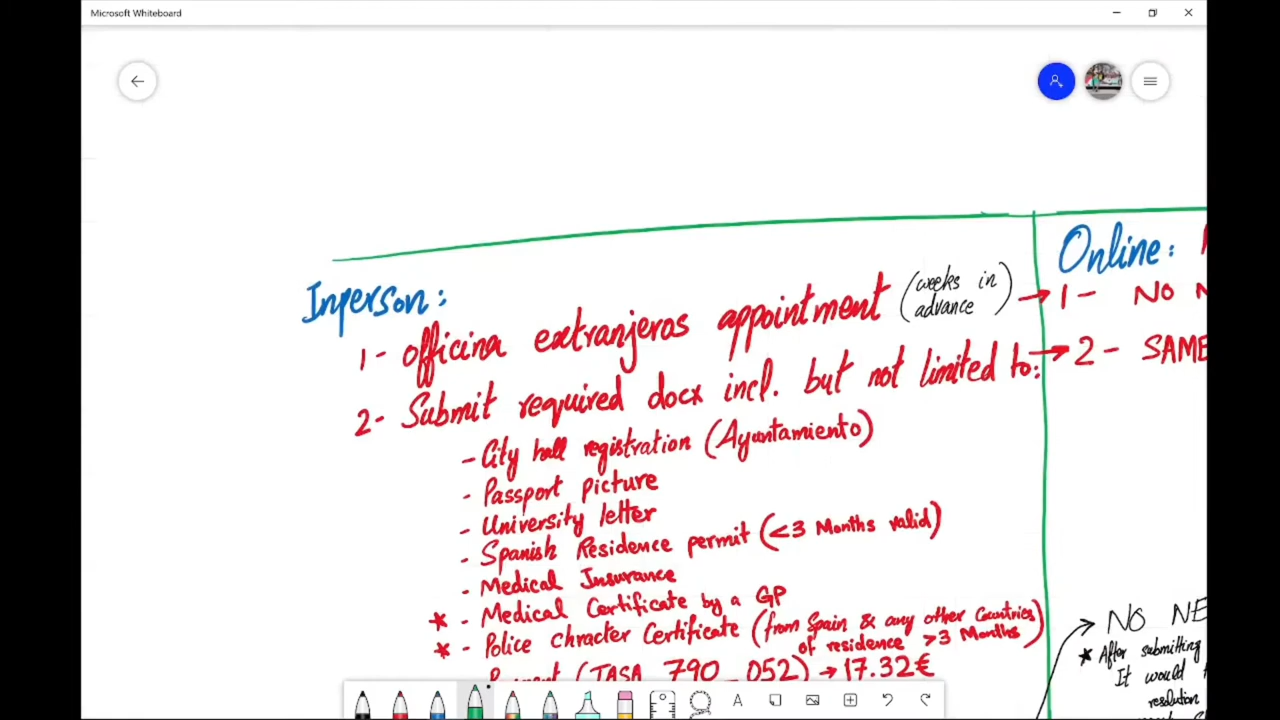 Microsoft Whiteboard
Inperson:
1- officina extranjeros appointment (weeks in advance)
2- Submit required docx incl. but not limited to:
- City hall registration (Ayuntamiento)
- Passport picture
- University letter
- Spanish Residence permit (<3 Months valid)
- Medical Insurance
* - Medical Certificate by a GP
* - Police chracter Certificate (from Spain & any other Countries
of residence >3 Months)
(TASA 790_052) → 17.32€
Online:
→ 1- NO
→ 2- SAME
NO NE
* After submitting
It would
resolution